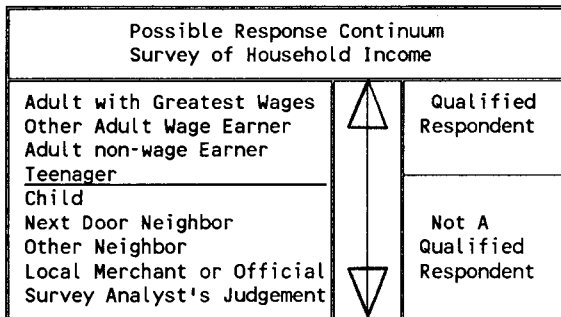 Possible Response Continuum
Survey of Household Income
Adult with Greatest Wages
Other Adult Wage Earner
Adult non-wage Earner
Teenager
Child
Next Door Neighbor
Other Neighbor
Local Merchant or Official
Survey Analyst's Judgement
Qualified
Respondent
Not A
Qualified
Respondent